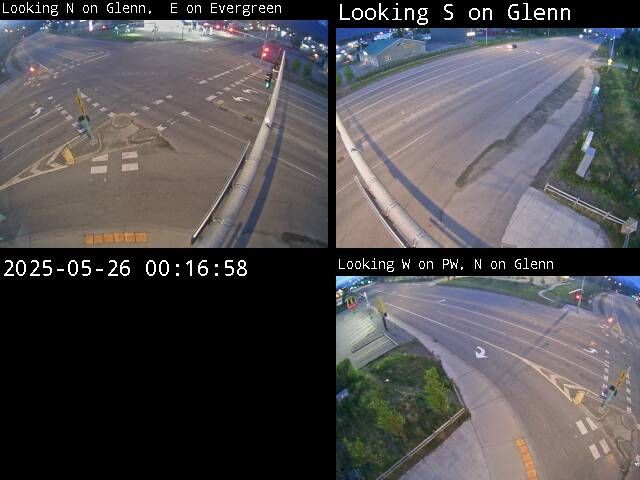 Looking N on Glenn, E on Evergreen
Looking S on Glenn
2025-05-26 00:16:58
Looking W on PW, N on Glenn